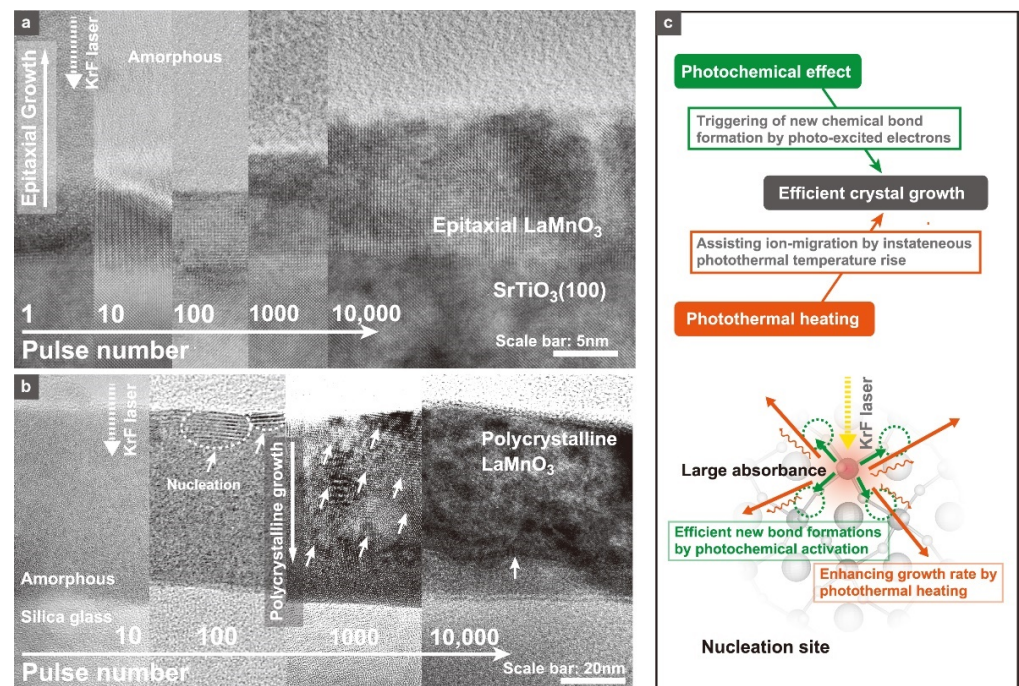 a
KrF laser
Epitaxial Growth
Amorphous
Epitaxial LaMnO₃
SrTiO₃(100)
1 10 100 1000 10,000
Pulse number
Scale bar: 5nm
b
KrF laser
Nucleation
Polycrystalline growth
Polycrystalline
LaMnO₃
Amorphous
Silica glass
10 100 1000 10,000
Pulse number
Scale bar: 20nm
c
Photochemical effect
Triggering of new chemical bond
formation by photo-excited electrons
Efficient crystal growth
Assisting ion-migration by instateneous
photothermal temperature rise
Photothermal heating
KrF laser
Large absorbance
Efficient new bond formations
by photochemical activation
Enhancing growth rate by
photothermal heating
Nucleation site